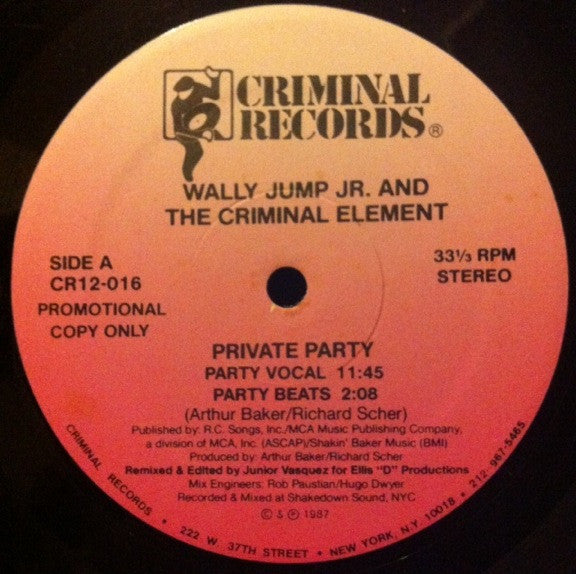 CRIMINAL
RECORDS®
WALLY JUMP JR. AND
THE CRIMINAL ELEMENT
SIDE A
CR12-016
PROMOTIONAL
COPY ONLY
33⅓ RPM
STEREO
PRIVATE PARTY
PARTY VOCAL 11:45
PARTY BEATS 2:08
(Arthur Baker/Richard Scher)
Published by: R.C. Songs, Inc./MCA Music Publishing Company,
a division of MCA, Inc. (ASCAP)/Shakin' Baker Music (BMI)
Produced by: Arthur Baker/Richard Scher
Remixed & Edited by Junior Vasquez for Ellis "D" Productions
Mix Engineers: Rob Paustian/Hugo Dwyer
Recorded & Mixed at Shakedown Sound, NYC
© & ℗ 1987
CRIMINAL RECORDS • 222 W. 37TH STREET • NEW YORK, N.Y. 10018 • 212-967-5465